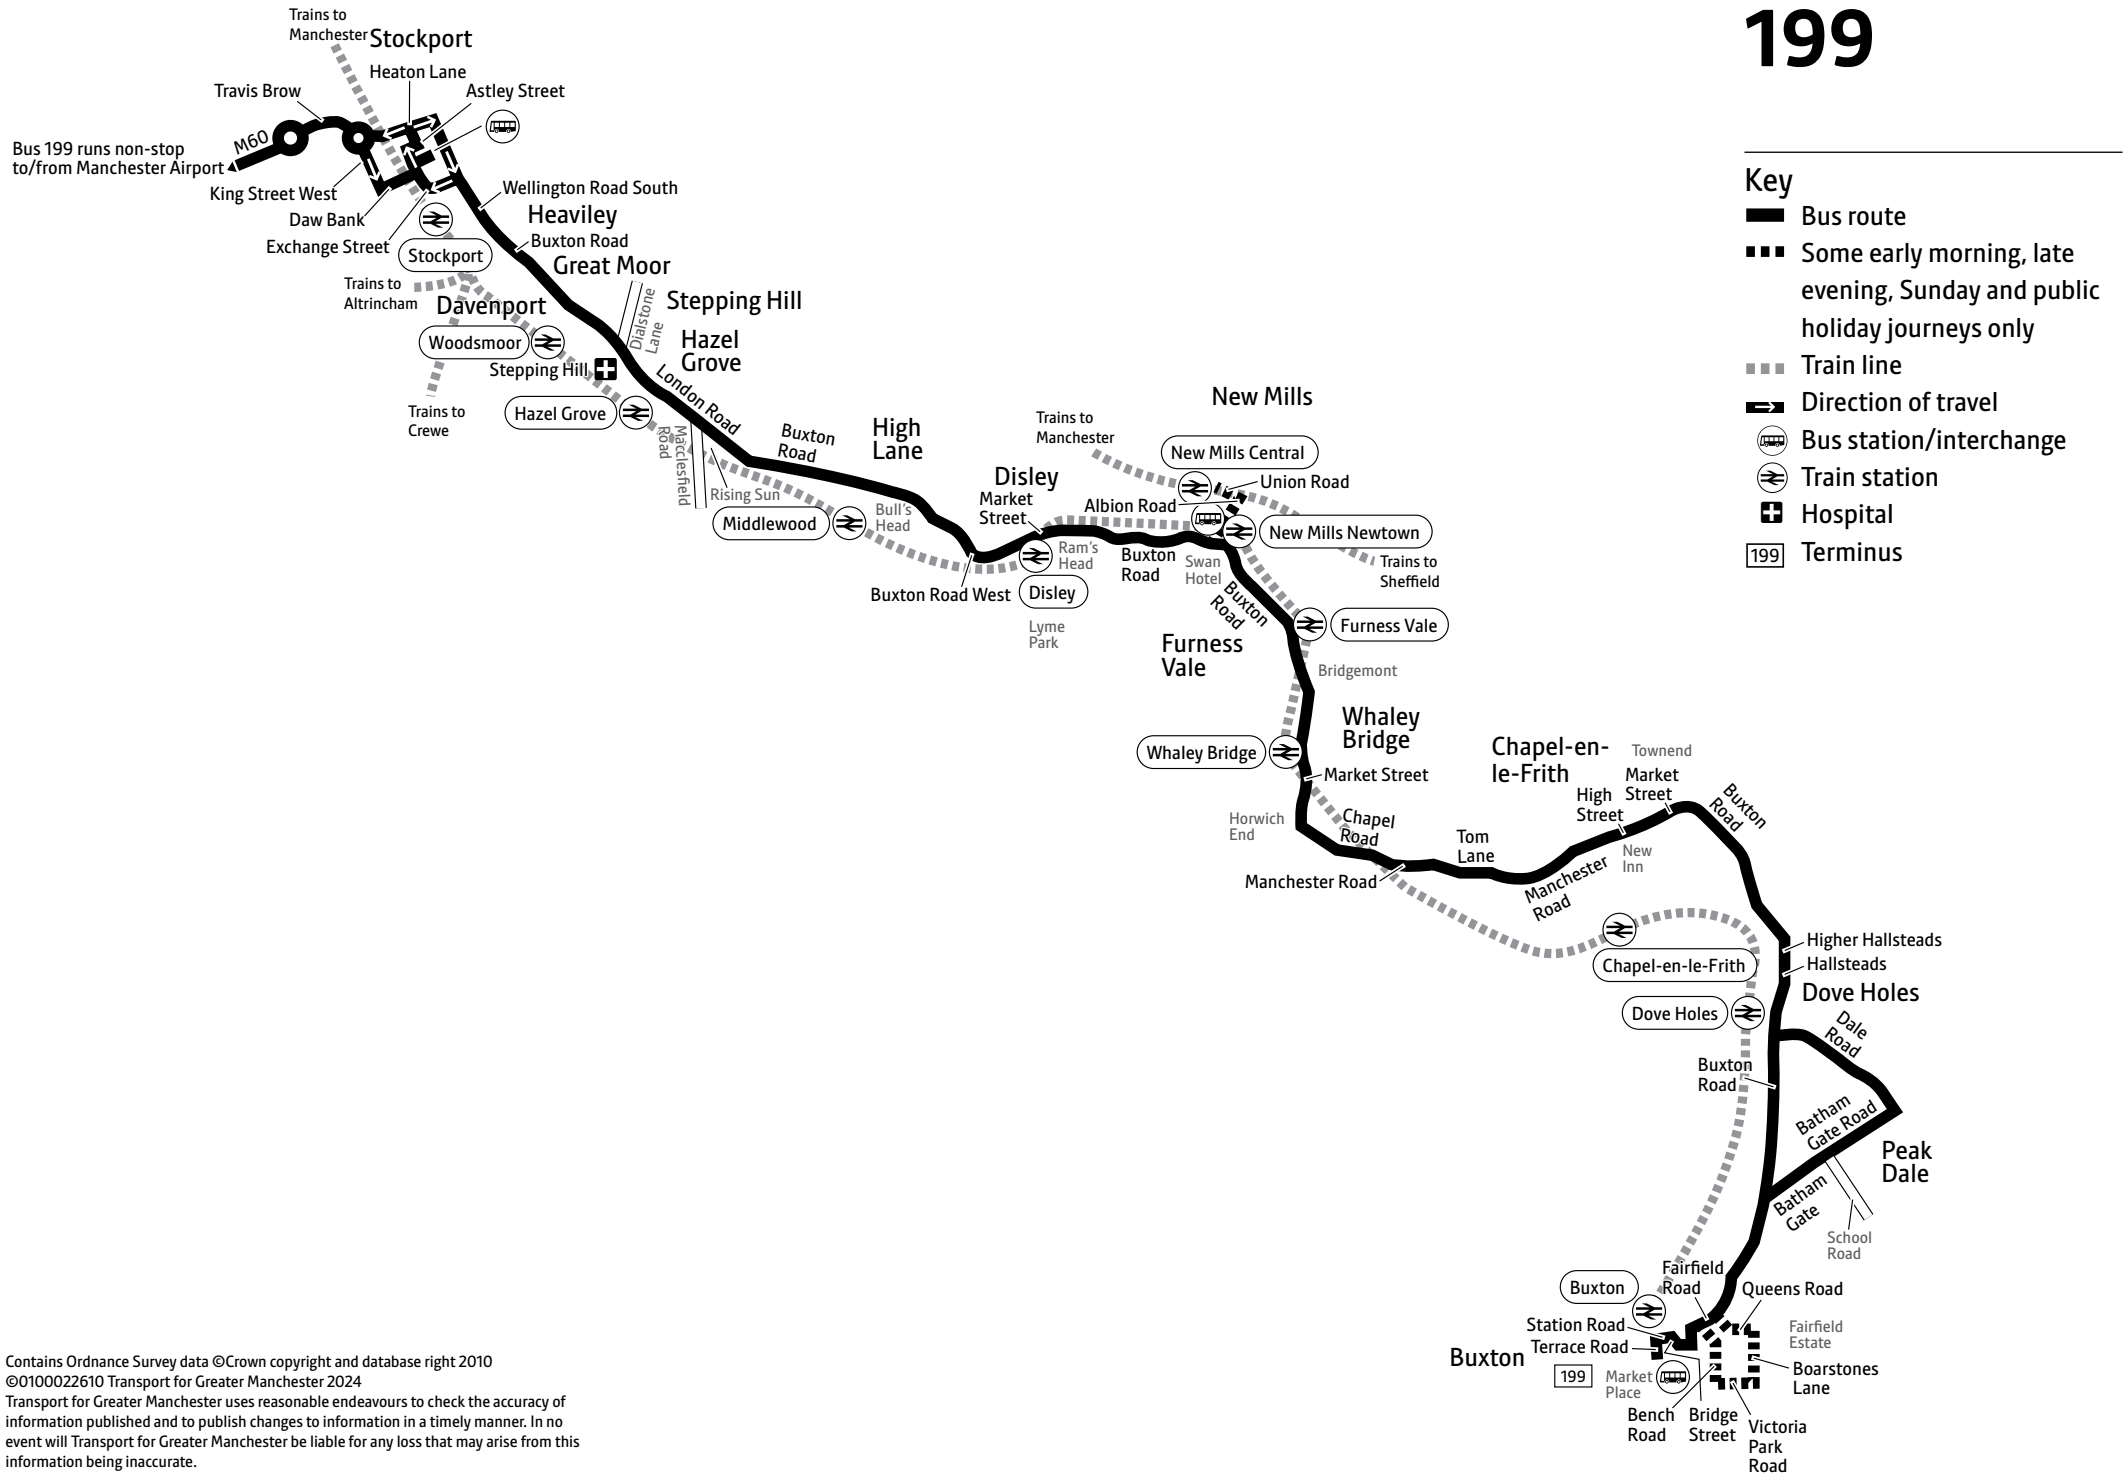 199
Trains to
Manchester
Stockport
Heaton Lane
Travis Brow
Astley Street
M60
Bus 199 runs non-stop
to/from Manchester Airport
King Street West
Daw Bank
Exchange Street
Wellington Road South
Heaviley
Buxton Road
Stockport
Great Moor
Trains to
Altrincham
Davenport
Dialstone
Lane
Stepping Hill
Woodsmoor
Hazel
Grove
Stepping Hill
London Road
Trains to
Crewe
Hazel Grove
Macclesfield
Road
Buxton
Road
High
Lane
Rising Sun
Middlewood
Bull's
Head
Disley
Market
Street
Buxton Road West
Ram's
Head
Disley
Lyme
Park
New Mills
Trains to
Manchester
New Mills Central
Union Road
Albion Road
New Mills Newtown
Buxton
Road
Swan
Hotel
Trains to
Sheffield
Buxton
Road
Furness Vale
Furness
Vale
Bridgemont
Whaley
Bridge
Whaley Bridge
Market Street
Horwich
End
Chapel
Road
Manchester Road
Tom
Lane
Chapel-en-
le-Frith
Townend
Market
Street
High
Street
Buxton
Road
New
Inn
Manchester
Road
Chapel-en-le-Frith
Higher Hallsteads
Hallsteads
Dove Holes
Dove Holes
Dale
Road
Buxton
Road
Batham
Gate Road
Peak
Dale
Batham
Gate
School
Road
Fairfield
Road
Buxton
Queens Road
Station Road
Terrace Road
Fairfield
Estate
Buxton
199
Market
Place
Boarstones
Lane
Bench
Road
Bridge
Street
Victoria
Park
Road
Key
Bus route
Some early morning, late
evening, Sunday and public
holiday journeys only
Train line
Direction of travel
Bus station/interchange
Train station
Hospital
199 Terminus
Contains Ordnance Survey data ©Crown copyright and database right 2010
©0100022610 Transport for Greater Manchester 2024
Transport for Greater Manchester uses reasonable endeavours to check the accuracy of
information published and to publish changes to information in a timely manner. In no
event will Transport for Greater Manchester be liable for any loss that may arise from this
information being inaccurate.